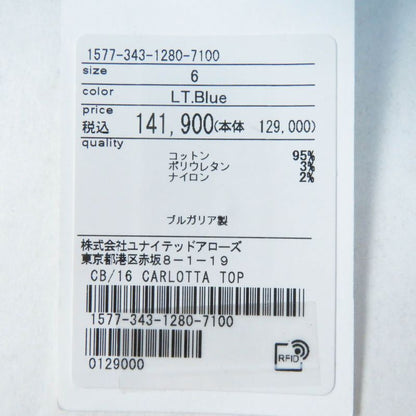 1577-343-1280-7100
size 6
color LT.Blue
price
税込 141,900(本体 129,000)
quality
コットン 95%
ポリウレタン 3%
ナイロン 2%
ブルガリア製
株式会社ユナイテッドアローズ
東京都港区赤坂8-1-19
CB/16 CARLOTTA TOP
1577-343-1280-7100
0129000
RFID